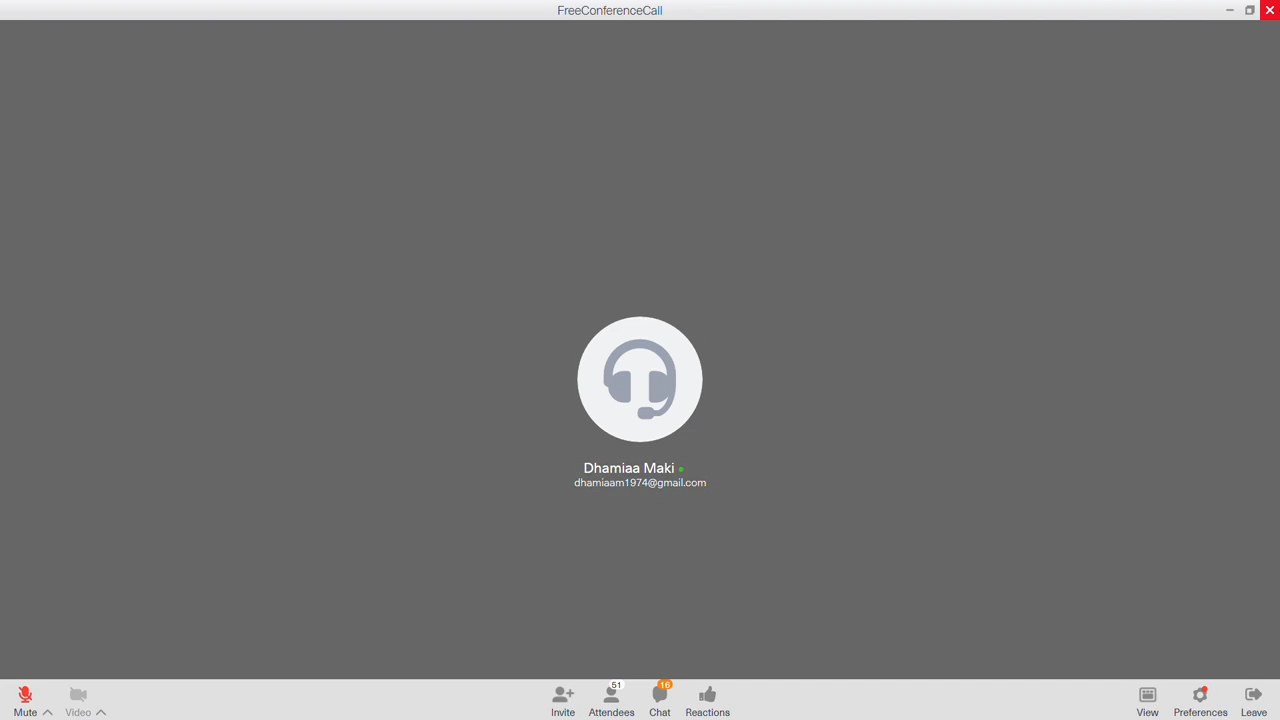 FreeConferenceCall
Dhamiaa Maki
dhamiaam1974@gmail.com
51
16
Mute
Video
Invite
Attendees
Chat
Reactions
View
Preferences
Leave